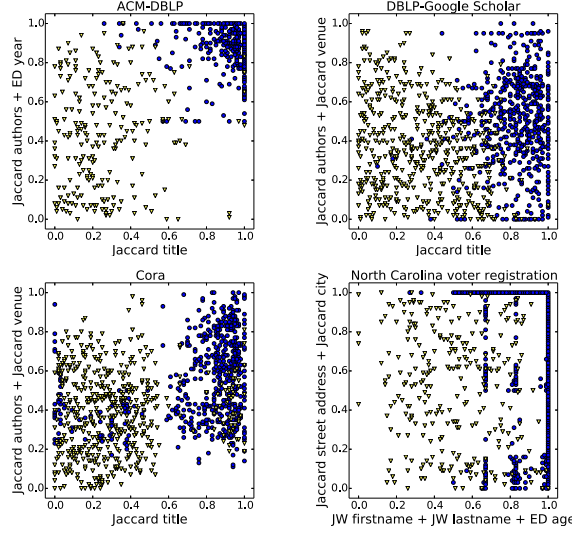 ACM-DBLP
Jaccard authors + ED year
1.0
0.8
0.6
0.4
0.2
0.0
0.0 0.2 0.4 0.6 0.8 1.0
Jaccard title
DBLP-Google Scholar
Jaccard authors + Jaccard venue
1.0
0.8
0.6
0.4
0.2
0.0
0.0 0.2 0.4 0.6 0.8 1.0
Jaccard title
Cora
Jaccard authors + Jaccard venue
1.0
0.8
0.6
0.4
0.2
0.0
0.0 0.2 0.4 0.6 0.8 1.0
Jaccard title
North Carolina voter registration
Jaccard street address + Jaccard city
1.0
0.8
0.6
0.4
0.2
0.0
0.0 0.2 0.4 0.6 0.8 1.0
JW firstname + JW lastname + ED age